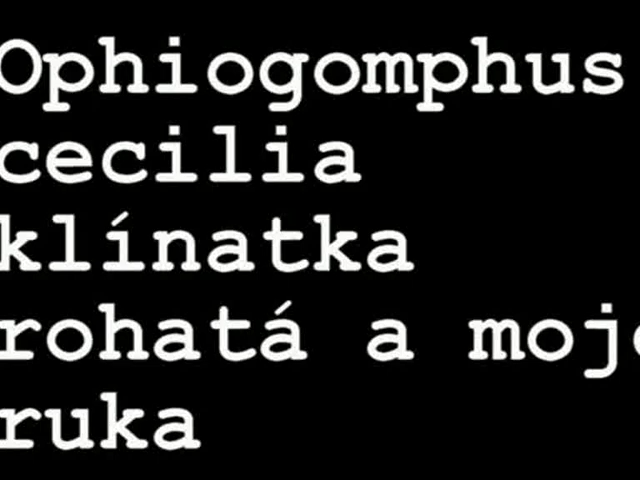 Ophiogomphus
cecilia
klínatka
rohatá a moje
ruka